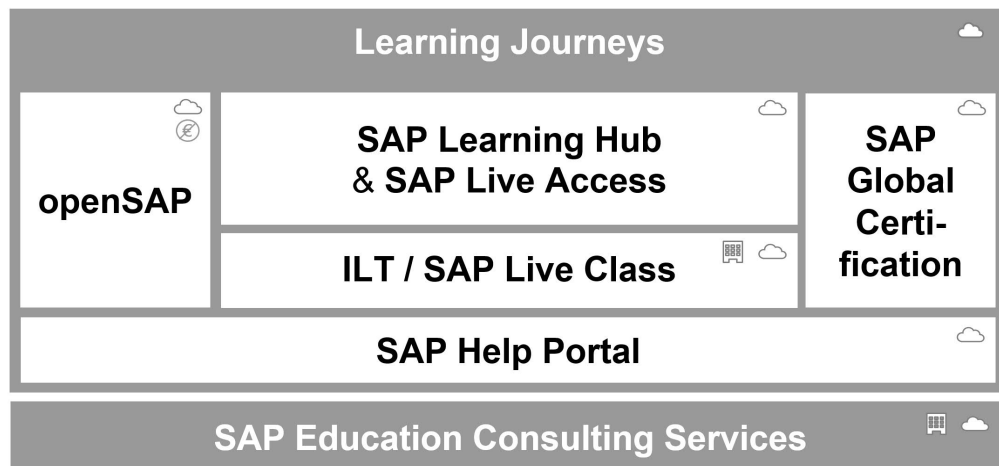 Learning Journeys
openSAP
SAP Learning Hub
& SAP Live Access
ILT / SAP Live Class
SAP
Global
Certi-
fication
SAP Help Portal
SAP Education Consulting Services